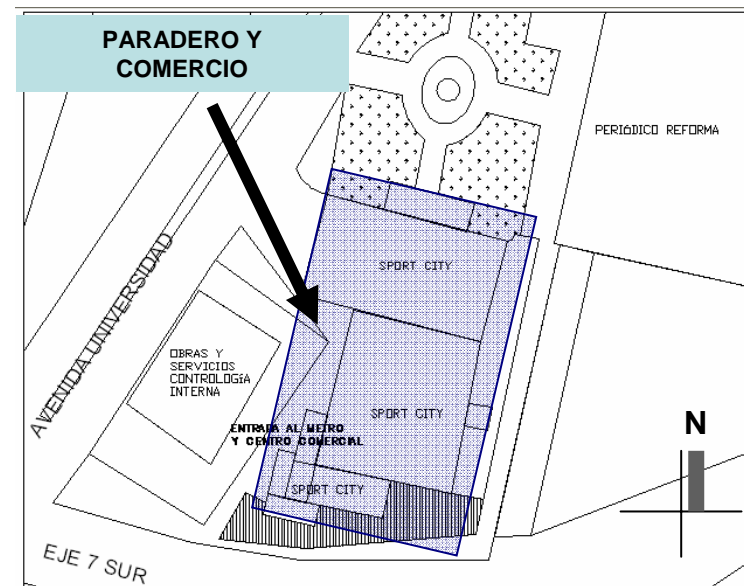 PARADERO Y
COMERCIO
PERIÓDICO REFORMA
SPORT CITY
AVENIDA UNIVERSIDAD
OBRAS Y
SERVICIOS
CONTROLOGÍA
INTERNA
SPORT CITY
ENTRADA AL METRO
Y CENTRO COMERCIAL
N
SPORT CITY
EJE 7 SUR